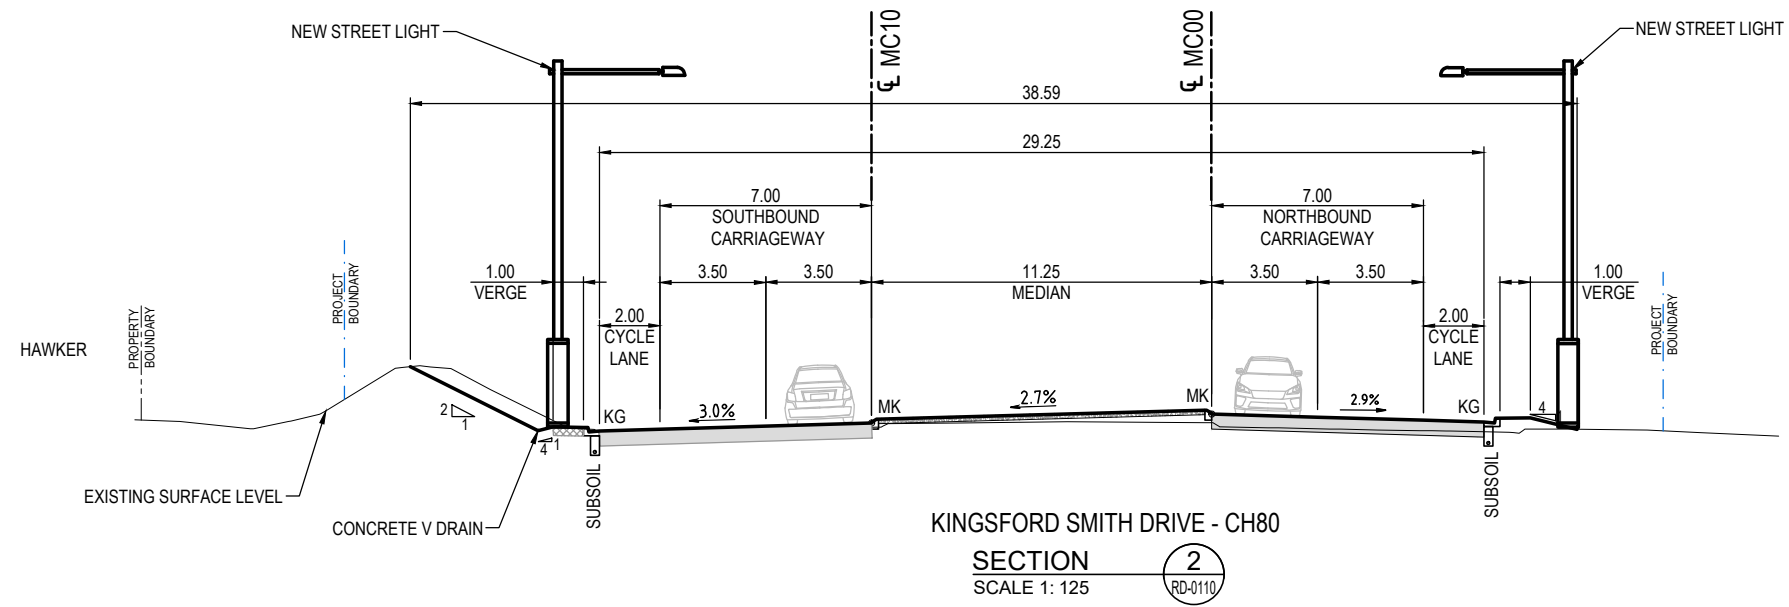 NEW STREET LIGHT
℄ MC10
℄ MC00
NEW STREET LIGHT
38.59
29.25
7.00
SOUTHBOUND
CARRIAGEWAY
7.00
NORTHBOUND
CARRIAGEWAY
1.00
VERGE
3.50
3.50
11.25
MEDIAN
3.50
3.50
1.00
VERGE
PROJECT
BOUNDARY
PROPERTY
BOUNDARY
HAWKER
2.00
CYCLE
LANE
2.00
CYCLE
LANE
PROJECT
BOUNDARY
2
1
KG
3.0%
MK
2.7%
MK
2.9%
KG
4
4
1
EXISTING SURFACE LEVEL
CONCRETE V DRAIN
SUBSOIL
SUBSOIL
KINGSFORD SMITH DRIVE - CH80
SECTION
SCALE 1: 125
2
RD-0110